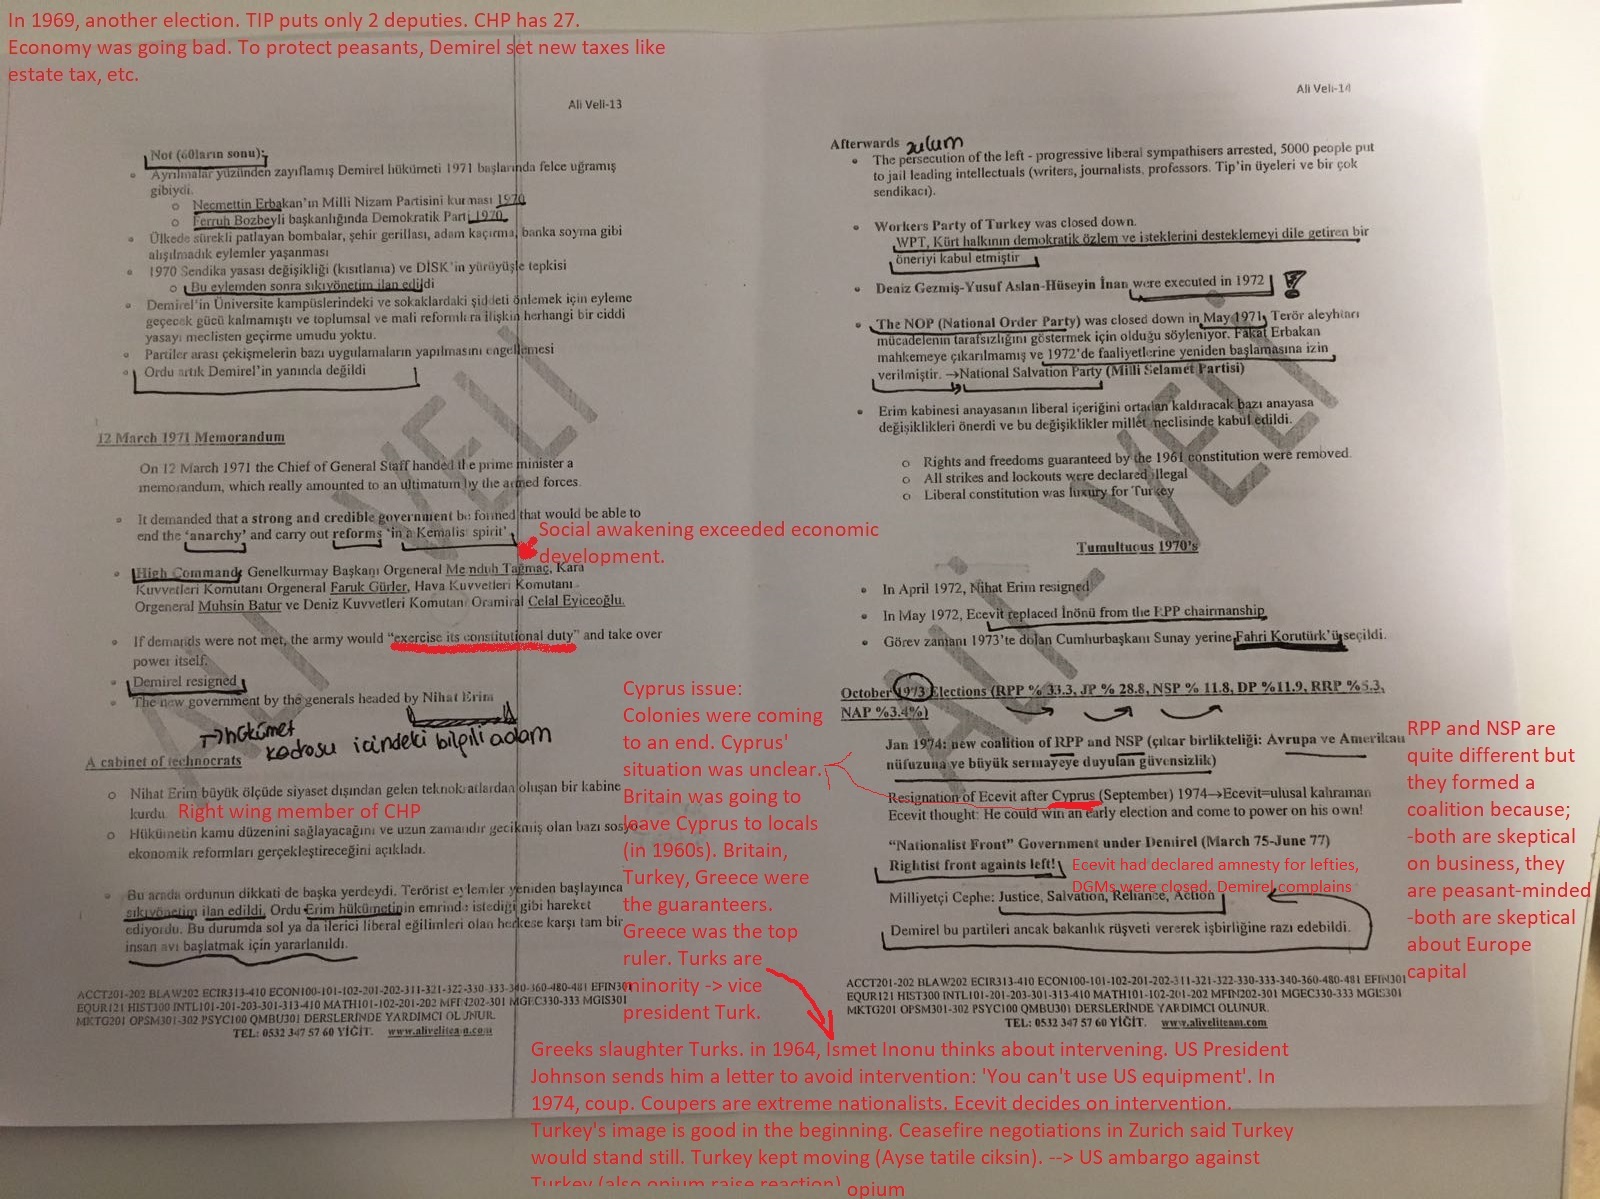 In 1969, another election. TIP puts only 2 deputies. CHP has 27.
Economy was going bad. To protect peasants, Demirel set new taxes like
estate tax, etc.
Ali Veli-13
Not (60ların sonu):
Ayrılmalar yüzünden zayıflamış Demirel hükümeti 1971 başlarında felce uğramış
gibiydi.
Necmettin Erbakan'ın Milli Nizam Partisini kurması 1970
Ferruh Bozbeyli başkanlığında Demokratik Parti 1970
Ülkede sürekli patlayan bombalar, şehir gerillası, adam kaçırma, banka soyma gibi
alışılmadık eylemler yaşanması
1970 Sendika yasası değişikliği (kısıtlama) ve DİSK'in yürüyüşle tepkisi
Bu eylemden sonra sıkıyönetim ilan edildi
Demirel'in Üniversite kampüslerindeki ve sokaklardaki şiddeti önlemek için eyleme
geçecek gücü kalmamıştı ve toplumsal ve mali reformlara ilişkin herhangi bir ciddi
yasayı meclisten geçirme umudu yoktu.
Partiler arası çekişmelerin bazı uygulamaların yapılmasını engellemesi
Ordu artık Demirel'in yanında değildi
12 March 1971 Memorandum
On 12 March 1971 the Chief of General Staff handed the prime minister a
memorandum, which really amounted to an ultimatum by the armed forces.
It demanded that a strong and credible government be formed that would be able to
end the 'anarchy' and carry out reforms 'in a Kemalist spirit'.
Social awakening exceeded economic
development.
High Command: Genelkurmay Başkanı Orgeneral Menduh Tağmaç, Kara
Kuvvetleri Komutanı Orgeneral Faruk Gürler, Hava Kuvvetleri Komutanı
Orgeneral Muhsin Batur ve Deniz Kuvvetleri Komutanı Oramiral Celal Eyiceoğlu.
If demands were not met, the army would "exercise its constitutional duty" and take over
power itself.
Demirel resigned
The new government by the generals headed by Nihat Erim
→ hükümet
kadrosu içindeki bilgili adam
A cabinet of technocrats
Nihat Erim büyük ölçüde siyaset dışından gelen teknokratlardan oluşan bir kabine
kurdu. Right wing member of CHP
Hükümetin kamu düzenini sağlayacağını ve uzun zamandır gecikmiş olan bazı sosyo-
ekonomik reformları gerçekleştireceğini açıkladı.
Bu arada ordunun dikkati de başka yerdeydi. Terörist eylemler yeniden başlayınca
sıkıyönetim ilan edildi. Ordu Erim hükümetinin emrinde istediği gibi hareket
ediyordu. Bu durumda sol ya da ilerici liberal eğilimleri olan herkese karşı tam bir
insan avı başlatmak için yararlanıldı.
ACCT201-202 BLAW202 ECIR313-410 ECON100-101-102-201-202-311-321-322-330-333-340-360-480-481 EFIN301
EQUR121 HIST300 INTL101-201-203-301-313-410 MATH101-102-201-202 MFIN202-301 MGEC330-333 MGIS301
MKTG201 OPSM301-302 PSYC100 QMBU301 DERSLERİNDE YARDIMCI OLUNUR.
TEL: 0532 347 57 60 YİĞİT. www.aliveliteam.com
ALI - VELI
Ali Veli-14
Afterwards zulum
The persecution of the left - progressive liberal sympathisers arrested, 5000 people put
to jail leading intellectuals (writers, journalists, professors. Tip'in üyeleri ve bir çok
sendikacı).
Workers Party of Turkey was closed down.
WPT, Kürt halkının demokratik özlem ve isteklerini desteklemeyi dile getiren bir
öneriyi kabul etmiştir
Deniz Gezmiş-Yusuf Aslan-Hüseyin İnan were executed in 1972 !
The NOP (National Order Party) was closed down in May 1971. Terör aleyhtarı
mücadelenin tarafsızlığını göstermek için olduğu söyleniyor. Fakat Erbakan
mahkemeye çıkarılmamış ve 1972'de faaliyetlerine yeniden başlamasına izin
verilmiştir. →National Salvation Party (Milli Selamet Partisi)
Erim kabinesi anayasanın liberal içeriğini ortadan kaldıracak bazı anayasa
değişiklikleri önerdi ve bu değişiklikler millet meclisinde kabul edildi.
Rights and freedoms guaranteed by the 1961 constitution were removed.
All strikes and lockouts were declared illegal
Liberal constitution was luxury for Turkey
Tumultuous 1970's
In April 1972, Nihat Erim resigned
In May 1972, Ecevit replaced İnönü from the RPP chairmanship
Görev zamanı 1973'te dolan Cumhurbaşkanı Sunay yerine Fahri Korutürk'ü seçildi.
October 1973 Elections (RPP % 33.3, JP % 28.8, NSP % 11.8, DP %11.9, RRP %5.3,
NAP %3.4%)
Jan 1974: new coalition of RPP and NSP (çıkar birlikteliği: Avrupa ve Amerikan
nüfuzuna ve büyük sermayeye duyulan güvensizlik)
Resignation of Ecevit after Cyprus (September) 1974→Ecevit=ulusal kahraman
Ecevit thought: He could win an early election and come to power on his own!
"Nationalist Front" Government under Demirel (March 75-June 77)
Rightist front againts left! Ecevit had declared amnesty for lefties,
DGMs were closed. Demirel complains
Milliyetçi Cephe: Justice, Salvation, Reliance, Action
Demirel bu partileri ancak bakanlık rüşveti vererek işbirliğine razı edebildi.
ACCT201-202 BLAW202 ECIR313-410 ECON100-101-102-201-202-311-321-322-330-333-340-360-480-481 EFIN301
EQUR121 HIST300 INTL101-201-203-301-313-410 MATH101-102-201-202 MFIN202-301 MGEC330-333 MGIS301
MKTG201 OPSM301-302 PSYC100 QMBU301 DERSLERİNDE YARDIMCI OLUNUR.
TEL: 0532 347 57 60 YİĞİT. www.aliveliteam.com
ALI - VELI
Cyprus issue:
Colonies were coming
to an end. Cyprus'
situation was unclear.
Britain was going to
leave Cyprus to locals
(in 1960s). Britain,
Turkey, Greece were
the guaranteers.
Greece was the top
ruler. Turks are
minority -> vice
president Turk.
RPP and NSP are
quite different but
they formed a
coalition because;
-both are skeptical
on business, they
are peasant-minded
-both are skeptical
about Europe
capital
Greeks slaughter Turks. in 1964, Ismet Inonu thinks about intervening. US President
Johnson sends him a letter to avoid intervention: 'You can't use US equipment'. In
1974, coup. Coupers are extreme nationalists. Ecevit decides on intervention.
Turkey's image is good in the beginning. Ceasefire negotiations in Zurich said Turkey
would stand still. Turkey kept moving (Ayse tatile ciksin). --> US ambargo against
Turkey (also opium raise reaction) opium